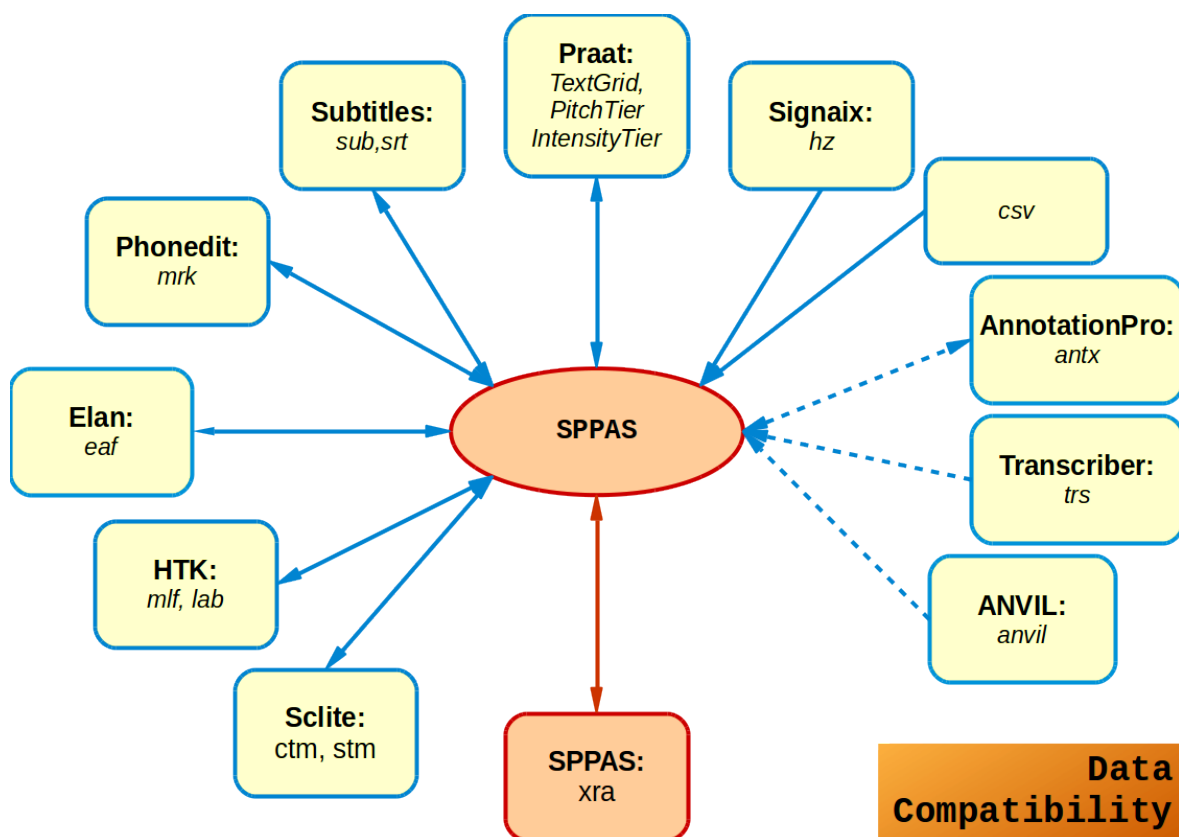 Praat:
TextGrid,
PitchTier
IntensityTier
Subtitles:
sub,srt
Signaix:
hz
csv
Phonedit:
mrk
AnnotationPro:
antx
Elan:
eaf
SPPAS
Transcriber:
trs
HTK:
mlf, lab
ANVIL:
anvil
Sclite:
ctm, stm
SPPAS:
xra
Data
Compatibility